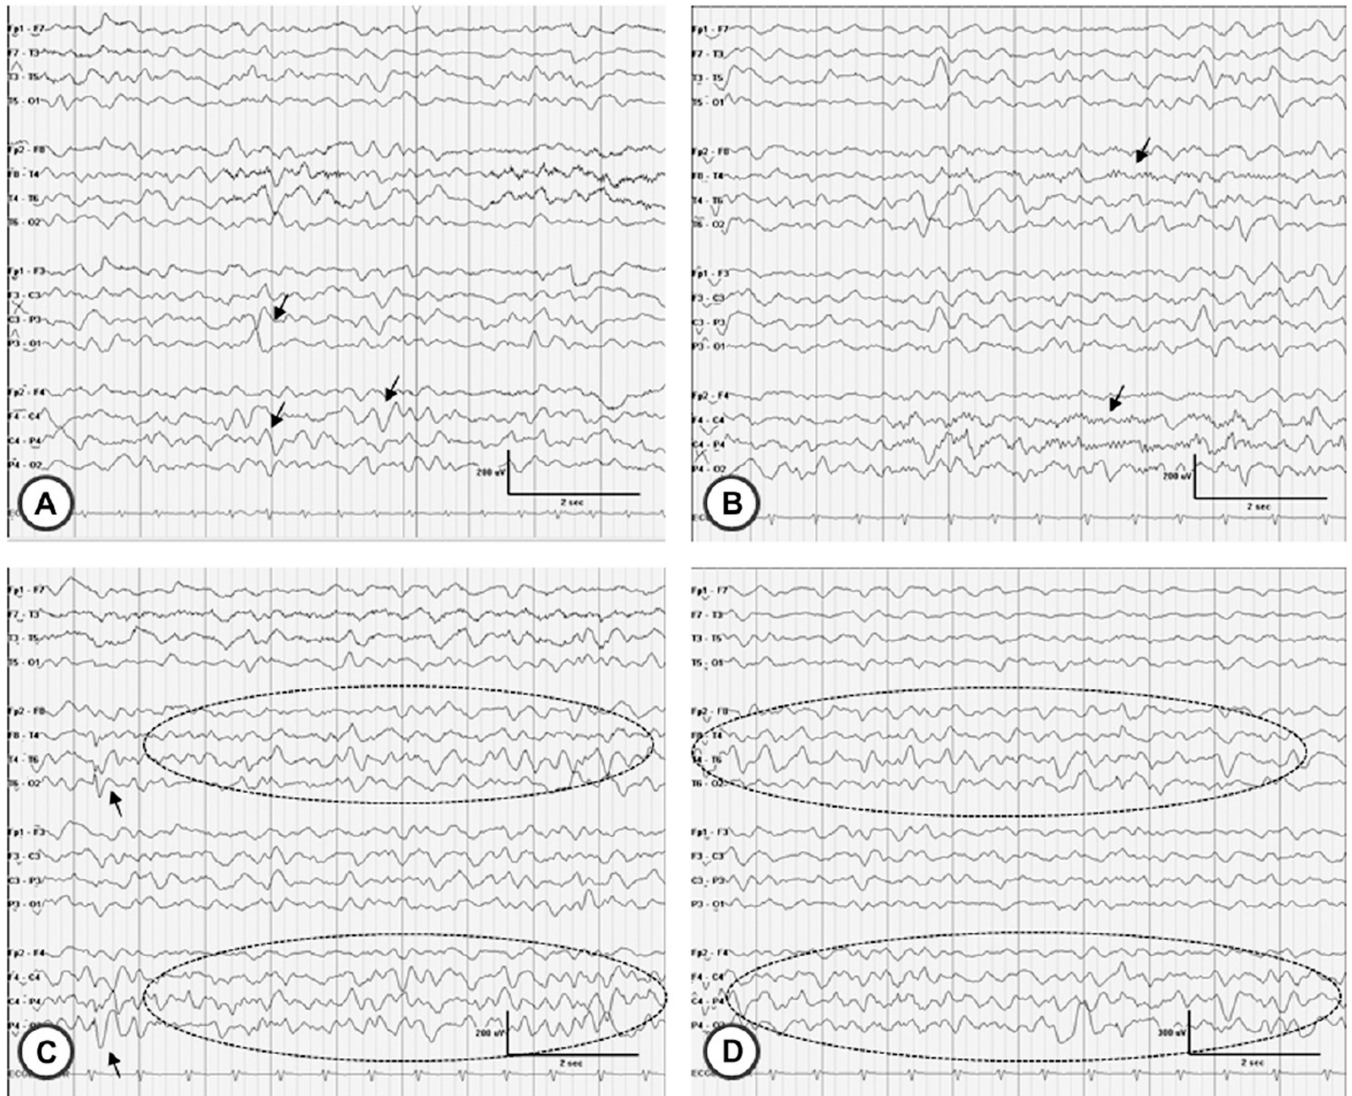 Fp1 - F7
F7 - T3
T3 - T5
T5 - O1
Fp2 - F8
F8 - T4
T4 - T6
T6 - O2
Fp1 - F3
F3 - C3
C3 - P3
P3 - O1
Fp2 - F4
F4 - C4
C4 - P4
P4 - O2
200 uV
2 sec
A
Fp1 - F7
F7 - T3
T3 - T5
T5 - O1
Fp2 - F8
F8 - T4
T4 - T6
T6 - O2
Fp1 - F3
F3 - C3
C3 - P3
P3 - O1
Fp2 - F4
F4 - C4
C4 - P4
P4 - O2
200 uV
2 sec
B
Fp1 - F7
F7 - T3
T3 - T5
T5 - O1
Fp2 - F8
F8 - T4
T4 - T6
T6 - O2
Fp1 - F3
F3 - C3
C3 - P3
P3 - O1
Fp2 - F4
F4 - C4
C4 - P4
200 uV
2 sec
C
Fp1 - F7
F7 - T3
T3 - T5
T5 - O1
Fp2 - F8
F8 - T4
T4 - T6
T6 - O2
Fp1 - F3
F3 - C3
C3 - P3
P3 - O1
Fp2 - F4
F4 - C4
C4 - P4
300 uV
2 sec
D